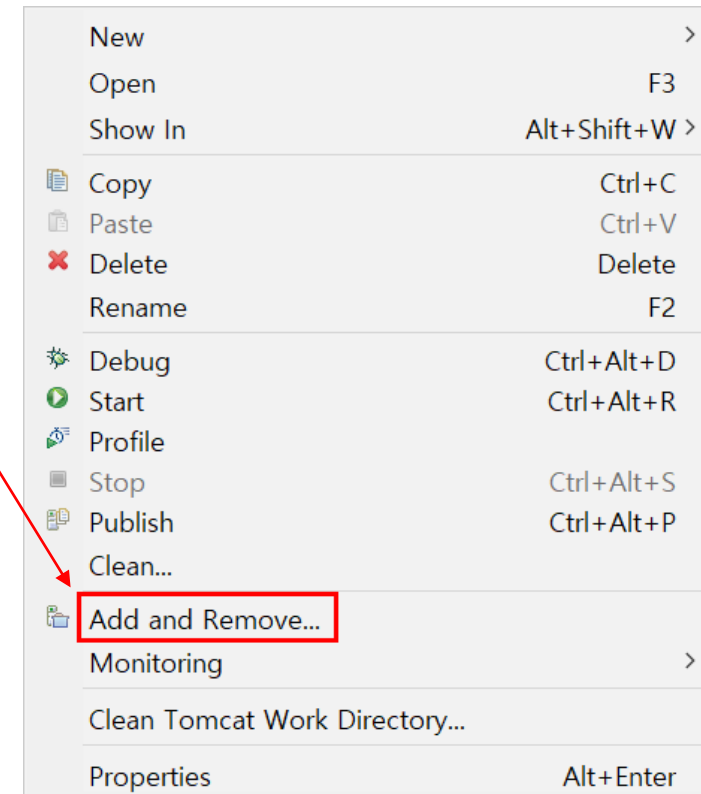 New >
Open F3
Show In Alt+Shift+W >
Copy Ctrl+C
Paste Ctrl+V
Delete Delete
Rename F2
Debug Ctrl+Alt+D
Start Ctrl+Alt+R
Profile
Stop Ctrl+Alt+S
Publish Ctrl+Alt+P
Clean...
Add and Remove...
Monitoring >
Clean Tomcat Work Directory...
Properties Alt+Enter